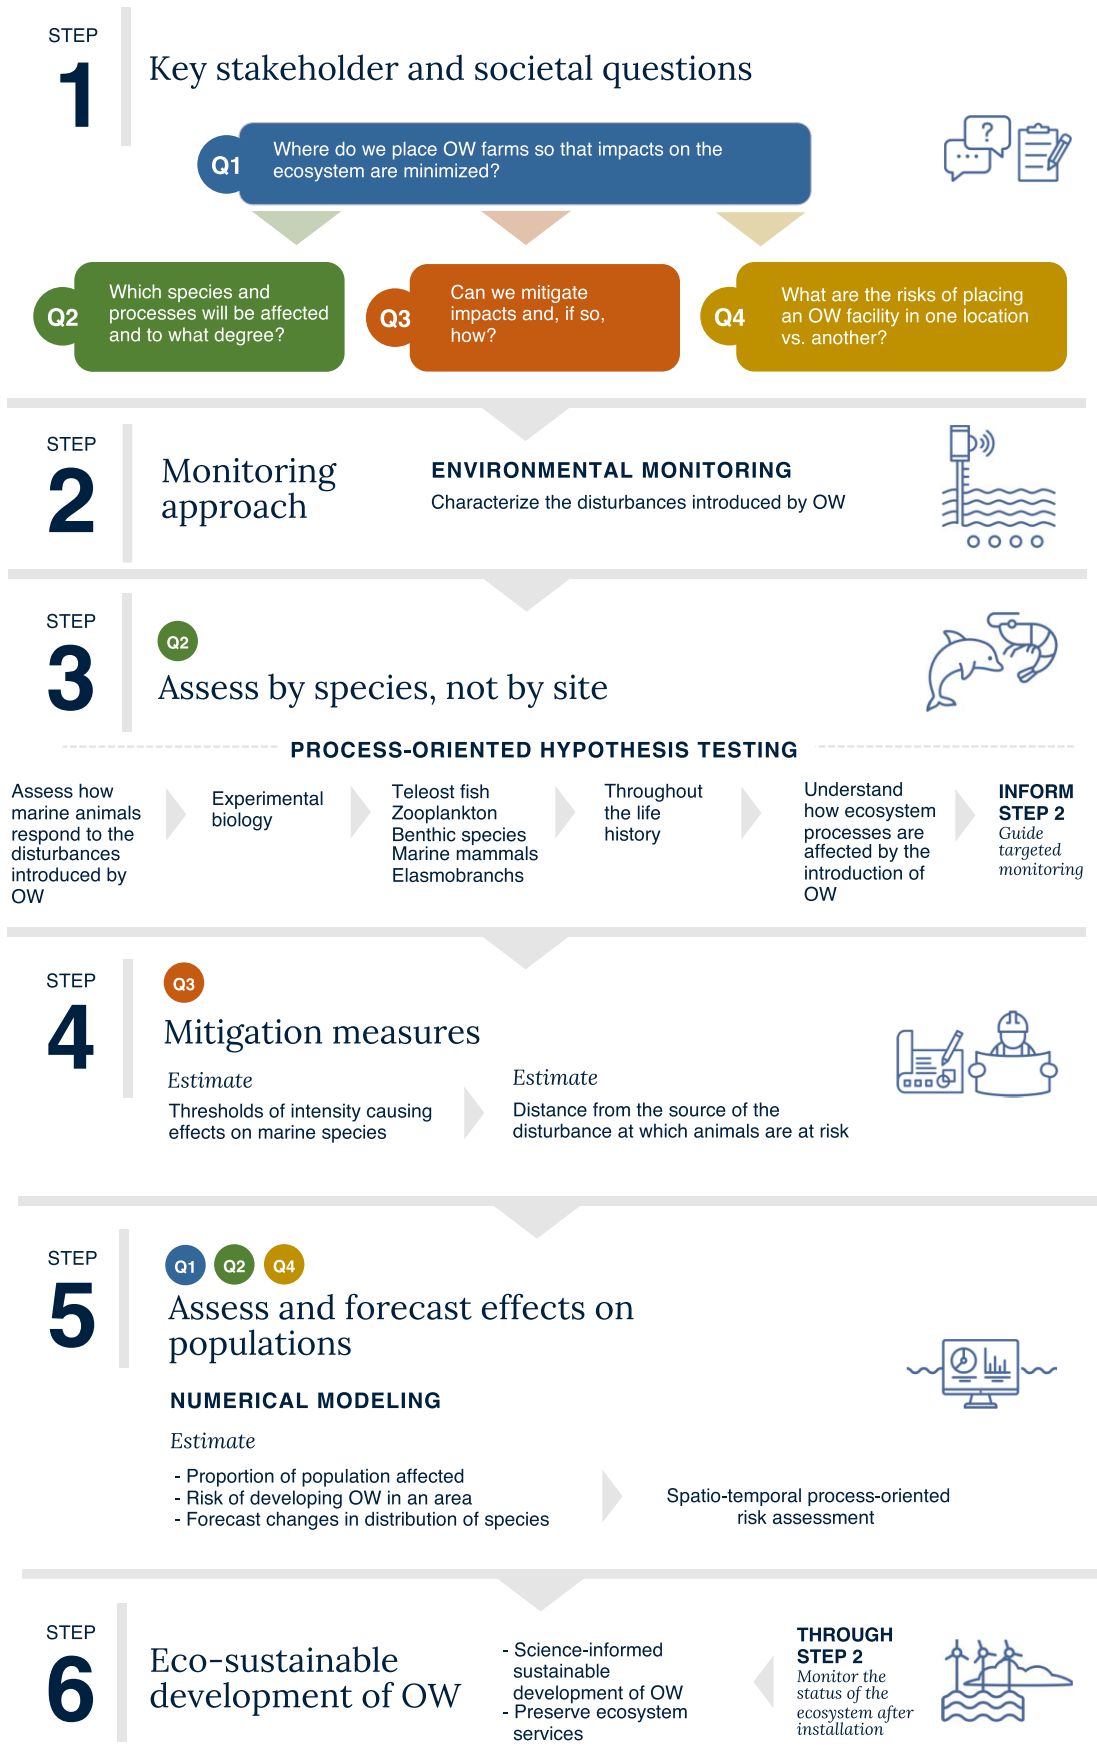 STEP
1
Key stakeholder and societal questions
Q1
Where do we place OW farms so that impacts on the
ecosystem are minimized?
?
Q2
Which species and
processes will be affected
and to what degree?
Q3
Can we mitigate
impacts and, if so,
how?
Q4
What are the risks of placing
an OW facility in one location
vs. another?
STEP
2
Monitoring
approach
ENVIRONMENTAL MONITORING
Characterize the disturbances introduced by OW
STEP
3
Q2
Assess by species, not by site
PROCESS-ORIENTED HYPOTHESIS TESTING
Assess how
marine animals
respond to the
disturbances
introduced by
OW
Experimental
biology
Teleost fish
Zooplankton
Benthic species
Marine mammals
Elasmobranchs
Throughout
the life
history
Understand
how ecosystem
processes are
affected by the
introduction of
OW
INFORM
STEP 2
Guide
targeted
monitoring
STEP
4
Q3
Mitigation measures
Estimate
Thresholds of intensity causing
effects on marine species
Estimate
Distance from the source of the
disturbance at which animals are at risk
STEP
5
Q1 Q2 Q4
Assess and forecast effects on
populations
NUMERICAL MODELING
Estimate
- Proportion of population affected
- Risk of developing OW in an area
- Forecast changes in distribution of species
Spatio-temporal process-oriented
risk assessment
STEP
6
Eco-sustainable
development of OW
- Science-informed
sustainable
development of OW
- Preserve ecosystem
services
THROUGH
STEP 2
Monitor the
status of the
ecosystem after
installation